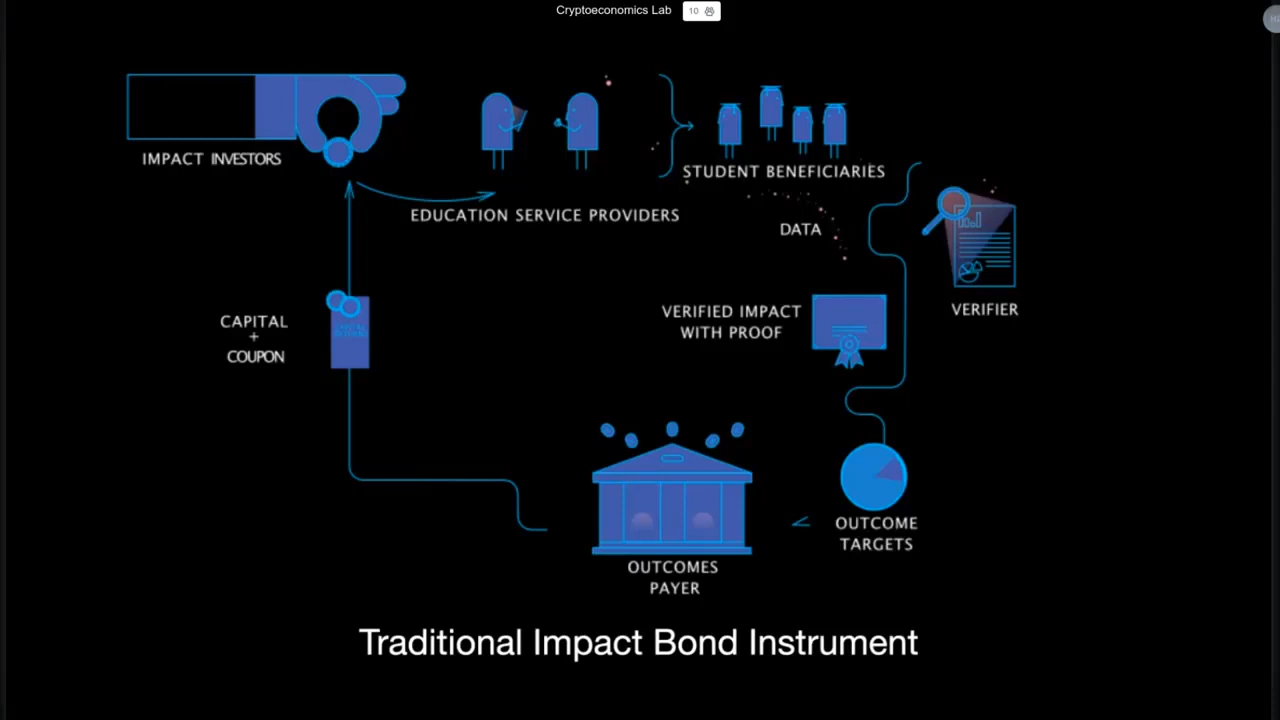 Cryptoeconomics Lab 10
IMPACT INVESTORS
EDUCATION SERVICE PROVIDERS
STUDENT BENEFICIARIES
DATA
VERIFIER
VERIFIED IMPACT
WITH PROOF
CAPITAL
+
COUPON
OUTCOME
TARGETS
OUTCOMES
PAYER
Traditional Impact Bond Instrument